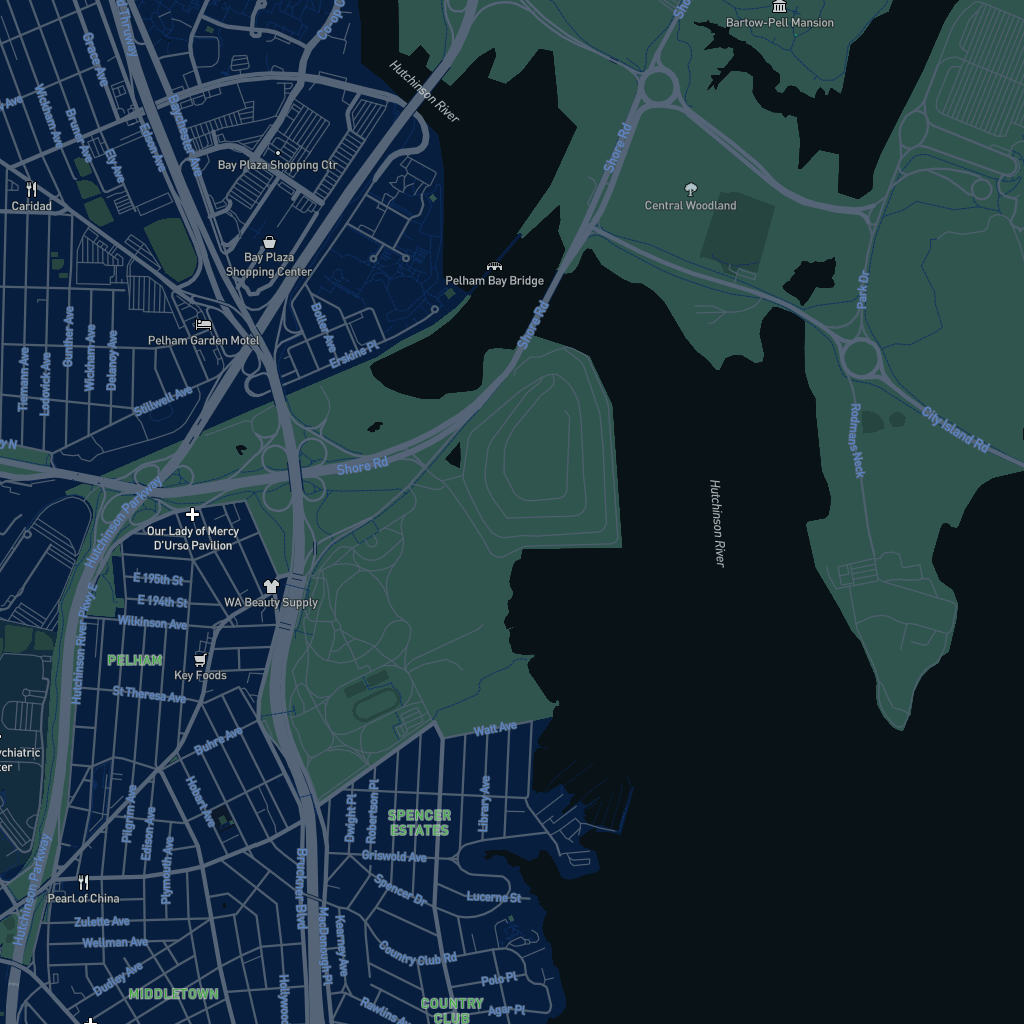 Bartow-Pell Mansion
Shore Rd
Hutchinson River
Grace Ave
Wickham Ave
Bruner Ave
Ely Ave
Edson Ave
Baychester Ave
Shore Rd
Bay Plaza Shopping Ctr
Caridad
Central Woodland
Bay Plaza
Shopping Center
Pelham Bay Bridge
Park Dr
Pelham Garden Motel
Gunther Ave
Wickham Ave
Delanoy Ave
Tiemann Ave
Lodovick Ave
Boller Ave
Erskine Pl
Shore Rd
Stillwell Ave
Rodmans Neck
City Island Rd
Shore Rd
Hutchinson Parkway
Hutchinson River
Our Lady of Mercy
D'Urso Pavilion
E 195th St
E 194th St
WA Beauty Supply
Wilkinson Ave
Hutchinson River Pkwy E
PELHAM
Key Foods
St Theresa Ave
Buhre Ave
Watt Ave
Pilgrim Ave
Edison Ave
Plymouth Ave
Hobart Ave
Dwight Pl
Robertson Pl
Library Ave
SPENCER
ESTATES
Griswold Ave
Hutchinson Parkway
Bruckner Blvd
Spencer Dr
Lucerne St
Pearl of China
Zulette Ave
Wellman Ave
MacDonough Pl
Kearney Ave
Country Club Rd
Dudley Ave
Polo Pl
MIDDLETOWN
Rawlins Av
COUNTRY
CLUB
Agar Pl